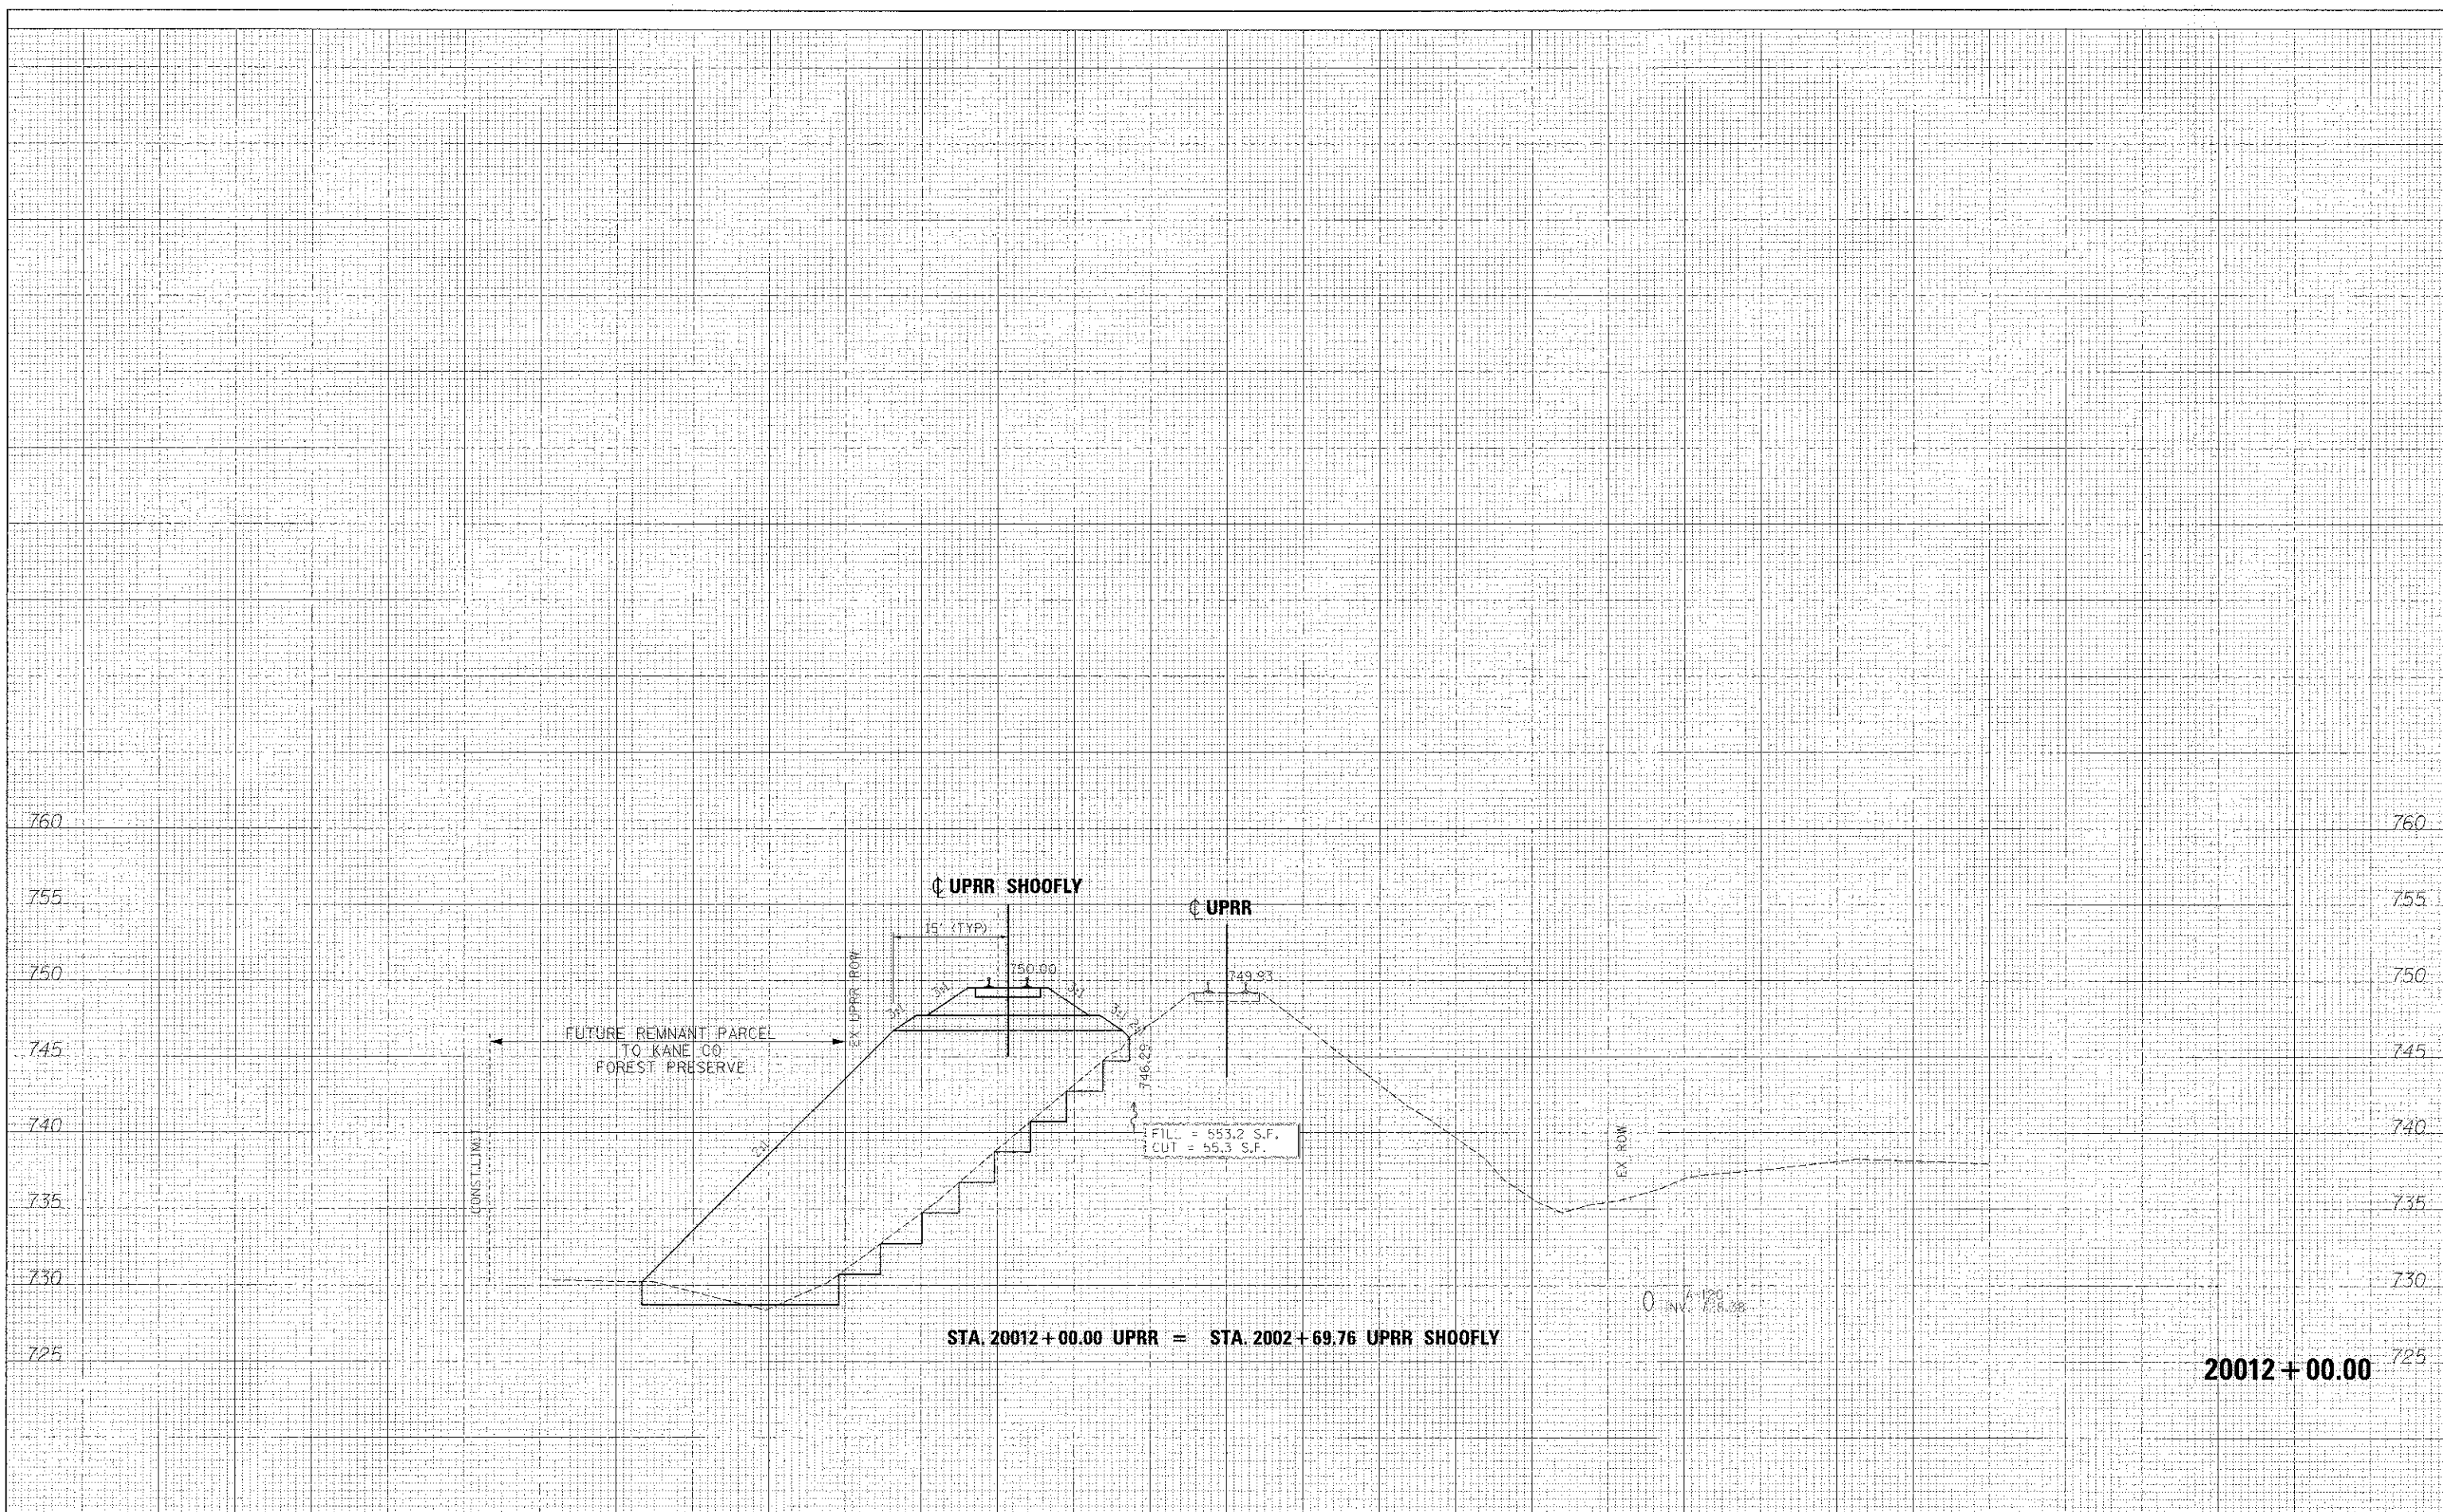 760
760
755
℄ UPRR SHOOFLY
755
℄ UPRR
15' (TYP)
750
EX UPRR ROW
750.00
749.93
750
3:1
3:1
3:1
3:1
2:1
745
FUTURE REMNANT PARCEL
TO KANE CO
FOREST PRESERVE
746.29
745
740
CONST. LIMIT
2:1
FILL = 553.2 S.F.
CUT = 55.3 S.F.
EX ROW
740
735
735
730
730
A-120
STA. 20012+00.00 UPRR = STA. 2002+69.76 UPRR SHOOFLY
725
725
20012+00.00